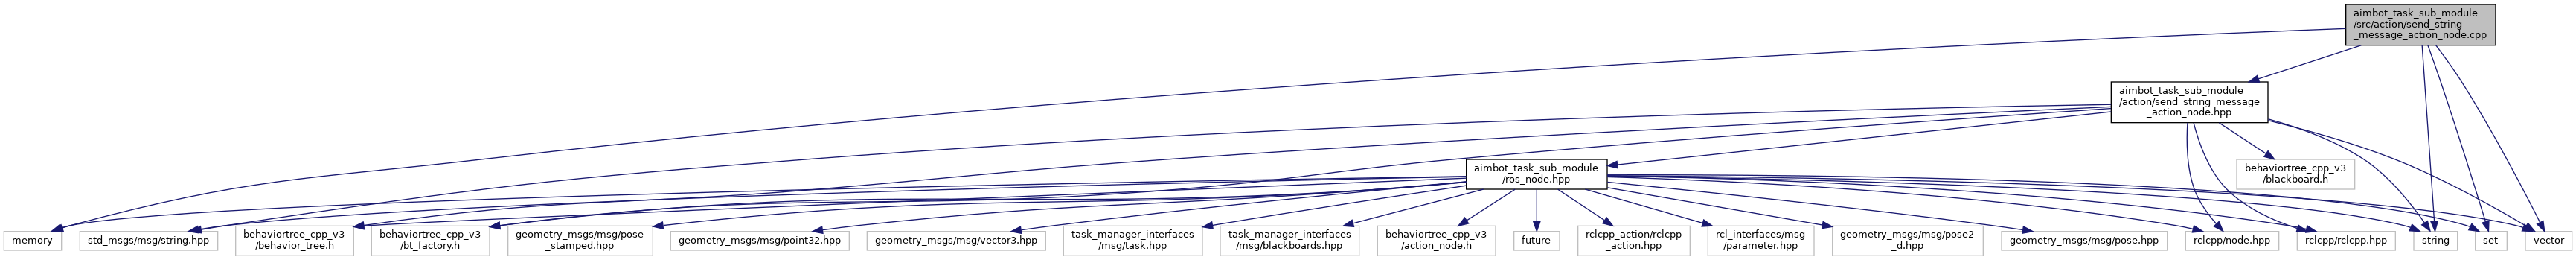 aimbot_task_sub_module
/src/action/send_string
_message_action_node.cpp
aimbot_task_sub_module
/action/send_string_message
_action_node.hpp
aimbot_task_sub_module
/ros_node.hpp
behaviortree_cpp_v3
/blackboard.h
memory
std_msgs/msg/string.hpp
behaviortree_cpp_v3
/behavior_tree.h
behaviortree_cpp_v3
/bt_factory.h
geometry_msgs/msg/pose
_stamped.hpp
geometry_msgs/msg/point32.hpp
geometry_msgs/msg/vector3.hpp
task_manager_interfaces
/msg/task.hpp
task_manager_interfaces
/msg/blackboards.hpp
behaviortree_cpp_v3
/action_node.h
future
rclcpp_action/rclcpp
_action.hpp
rcl_interfaces/msg
/parameter.hpp
geometry_msgs/msg/pose2
_d.hpp
geometry_msgs/msg/pose.hpp
rclcpp/node.hpp
rclcpp/rclcpp.hpp
string
set
vector